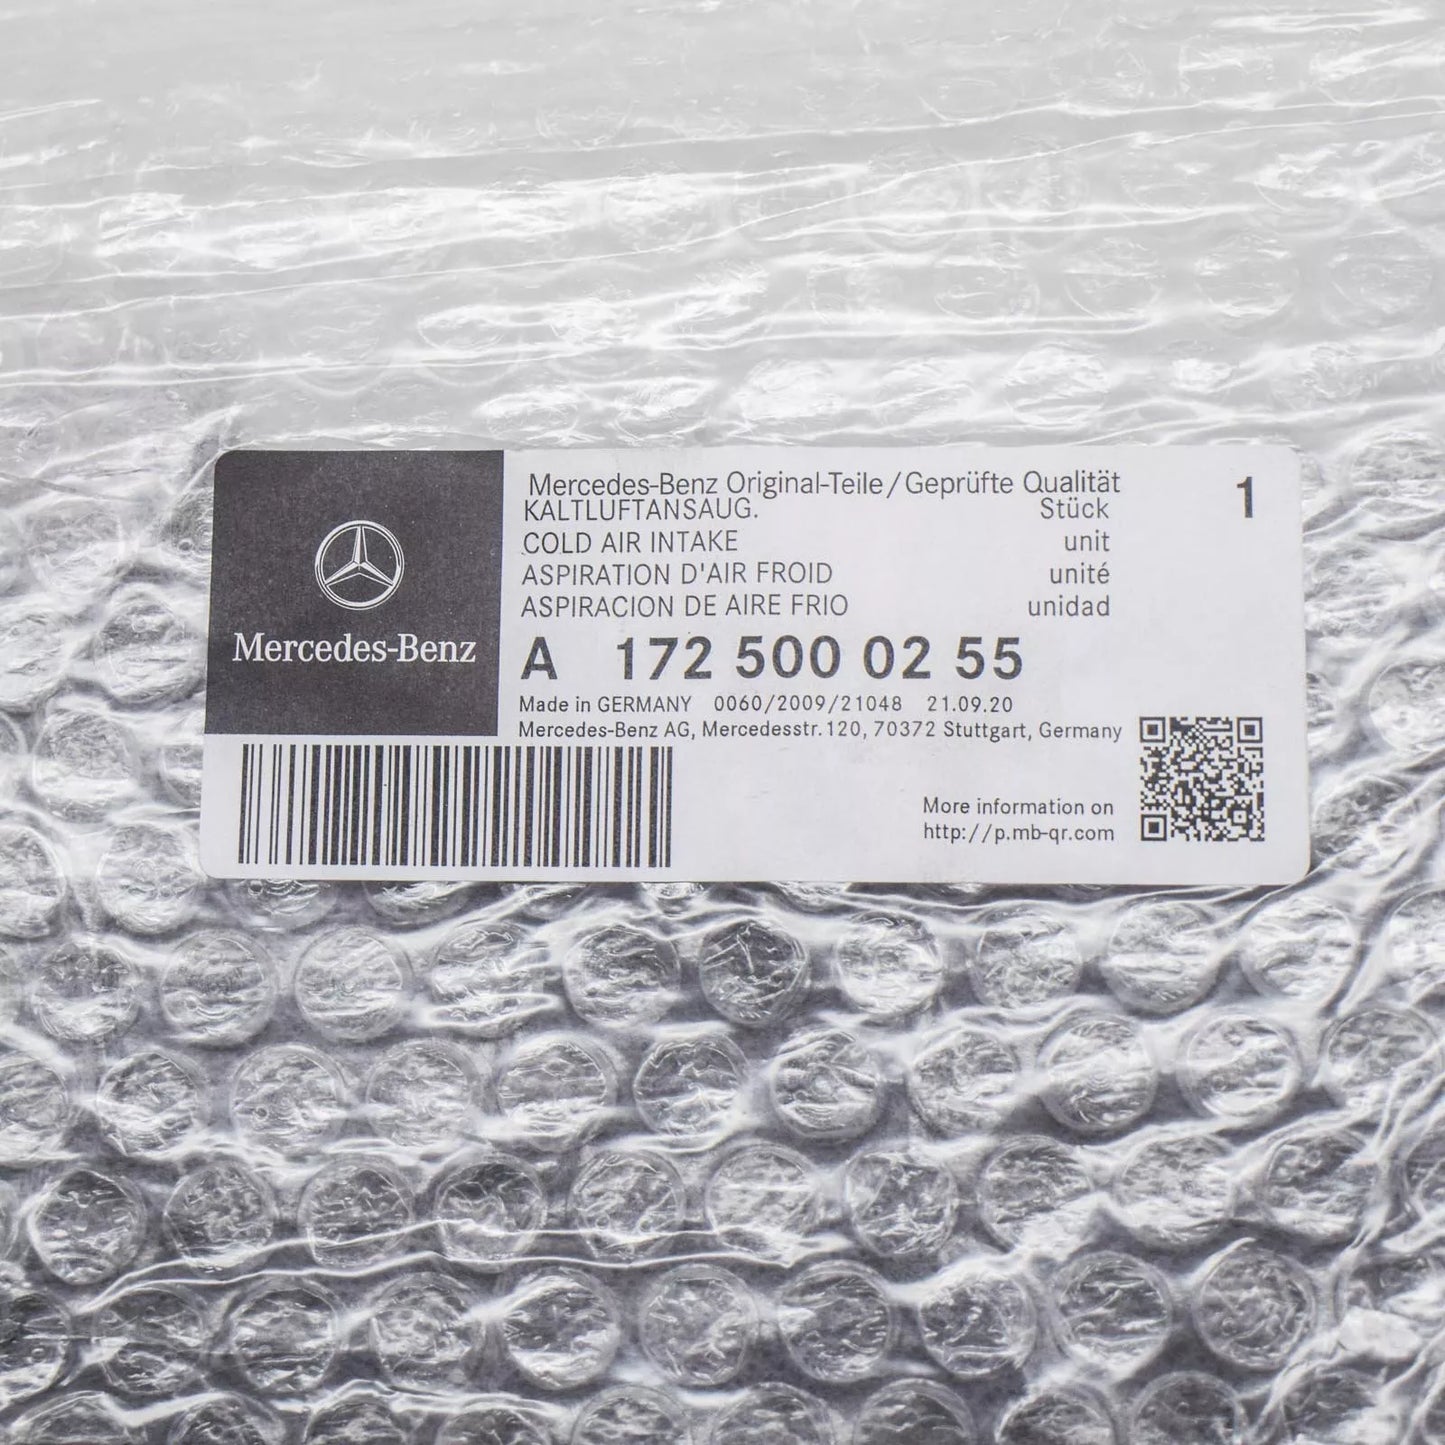 Mercedes-Benz
Mercedes-Benz Original-Teile/Geprüfte Qualität 1
KALTLUFTANSAUG. Stück
COLD AIR INTAKE unit
ASPIRATION D'AIR FROID unité
ASPIRACION DE AIRE FRIO unidad
A 172 500 02 55
Made in GERMANY 0060/2009/21048 21.09.20
Mercedes-Benz AG, Mercedesstr. 120, 70372 Stuttgart, Germany
More information on
http://p.mb-qr.com